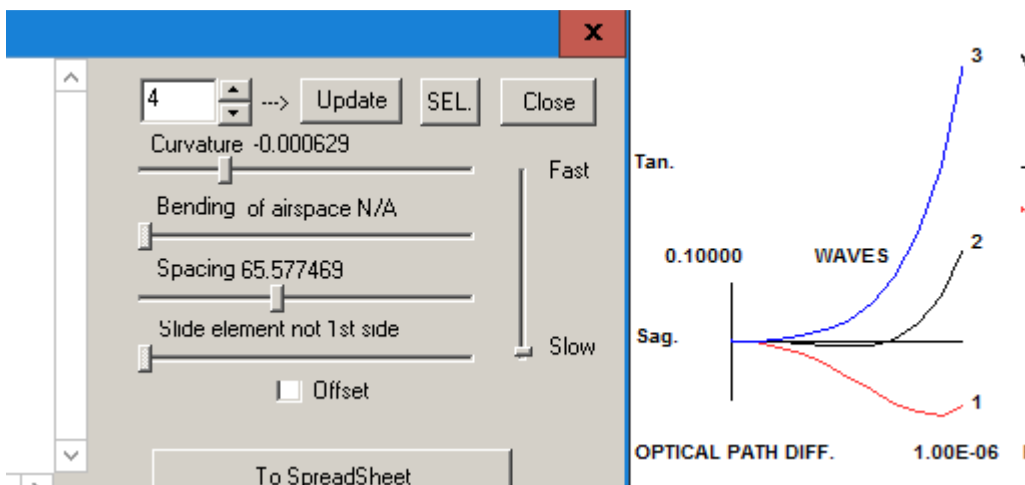 x
4 ---> Update SEL. Close
Curvature -0.000629
Fast
Bending of airspace N/A
Spacing 65.577469
Slide element not 1st side
Slow
Offset
To SpreadSheet
3
Tan.
2
0.10000 WAVES
Sag.
1
OPTICAL PATH DIFF. 1.00E-06